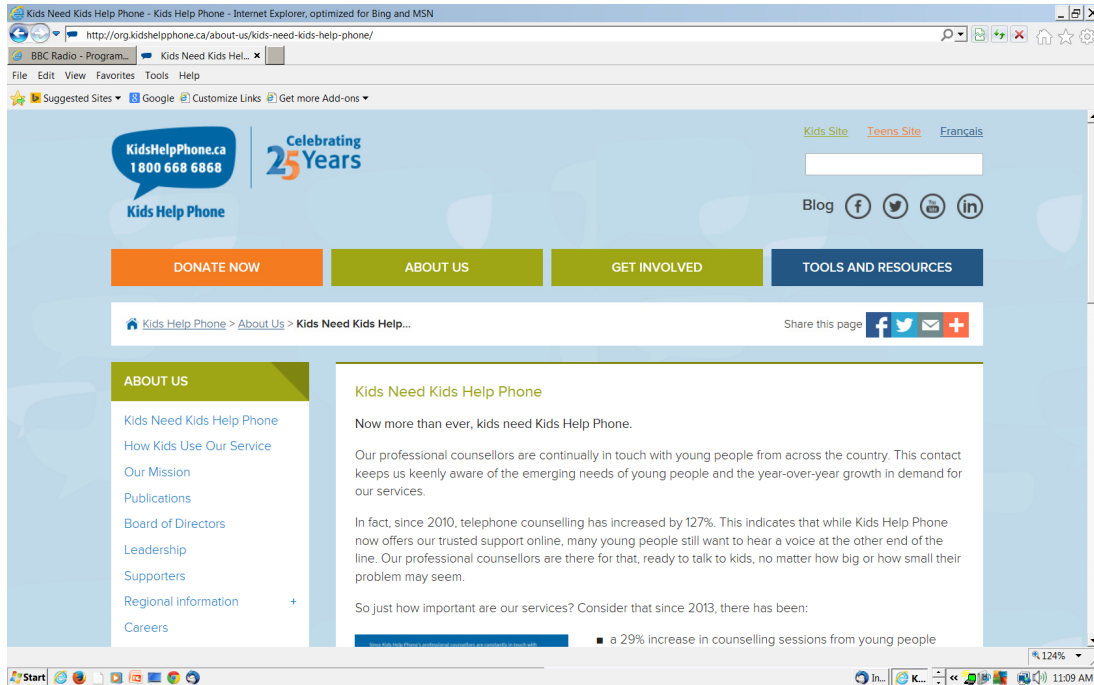 Kids Need Kids Help Phone - Kids Help Phone - Internet Explorer, optimized for Bing and MSN
http://org.kidshelpphone.ca/about-us/kids-need-kids-help-phone/
BBC Radio - Program...
Kids Need Kids Hel...
File Edit View Favorites Tools Help
Suggested Sites Google Customize Links Get more Add-ons
KidsHelpPhone.ca
1 800 668 6868
Kids Help Phone
Celebrating
25 Years
Kids Site Teens Site Français
Blog
DONATE NOW
ABOUT US
GET INVOLVED
TOOLS AND RESOURCES
Kids Help Phone > About Us > Kids Need Kids Help...
Share this page
ABOUT US
Kids Need Kids Help Phone
How Kids Use Our Service
Our Mission
Publications
Board of Directors
Leadership
Supporters
Regional information +
Careers
Kids Need Kids Help Phone
Now more than ever, kids need Kids Help Phone.
Our professional counsellors are continually in touch with young people from across the country. This contact
keeps us keenly aware of the emerging needs of young people and the year-over-year growth in demand for
our services.
In fact, since 2010, telephone counselling has increased by 127%. This indicates that while Kids Help Phone
now offers our trusted support online, many young people still want to hear a voice at the other end of the
line. Our professional counsellors are there for that, ready to talk to kids, no matter how big or how small their
problem may seem.
So just how important are our services? Consider that since 2013, there has been:
Since Kids Help Phone's professional counsellors are constantly in touch with
■ a 29% increase in counselling sessions from young people
124%
Start
In...
K...
11:09 AM